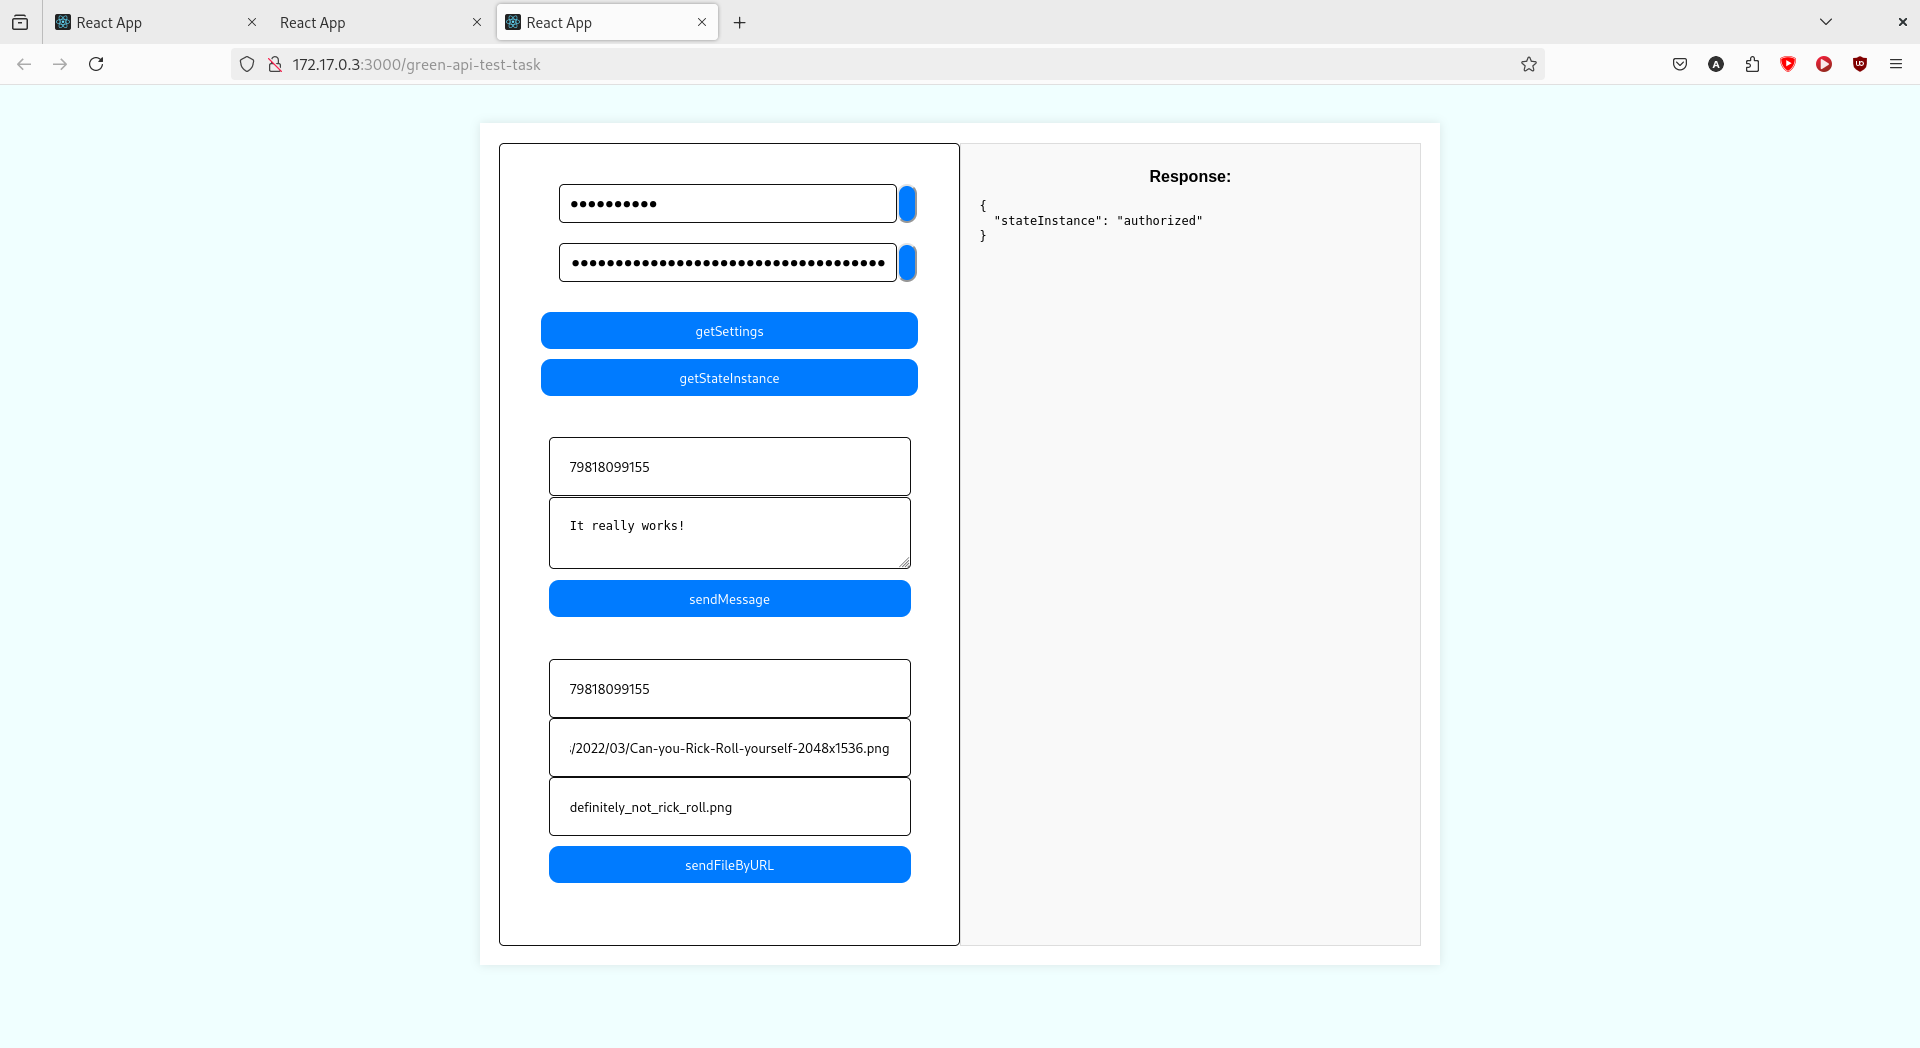 React App
React App
React App
172.17.0.3:3000/green-api-test-task
●●●●●●●●●●
●●●●●●●●●●●●●●●●●●●●●●●●●●●●●●●●●●●●
getSettings
getStateInstance
79818099155
It really works!
sendMessage
79818099155
/2022/03/Can-you-Rick-Roll-yourself-2048x1536.png
definitely_not_rick_roll.png
sendFileByURL
Response:
{
  "stateInstance": "authorized"
}